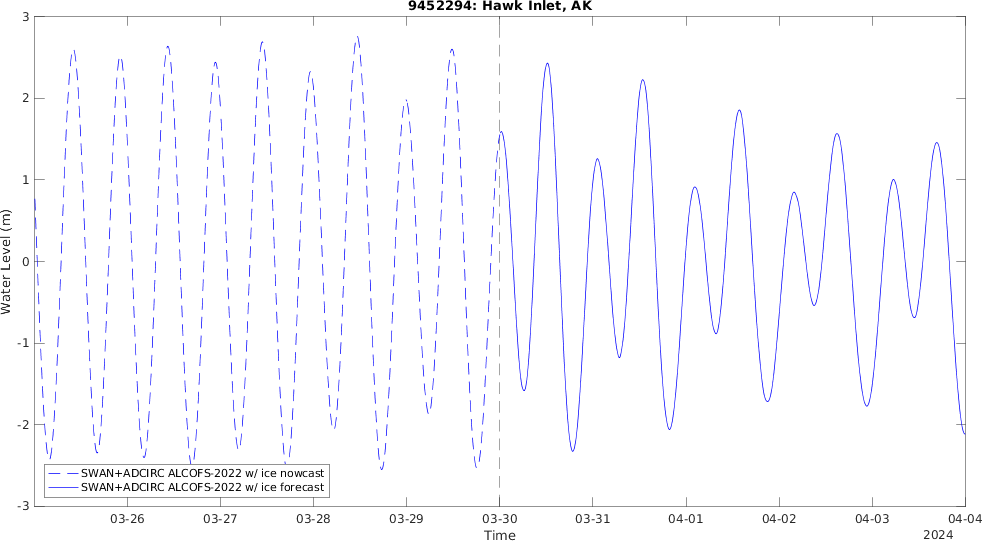 9452294: Hawk Inlet, AK
Water Level (m)
3
2
1
0
-1
-2
-3
SWAN+ADCIRC ALCOFS-2022 w/ ice nowcast
SWAN+ADCIRC ALCOFS-2022 w/ ice forecast
03-26 03-27 03-28 03-29 03-30 03-31 04-01 04-02 04-03 04-04
Time
2024